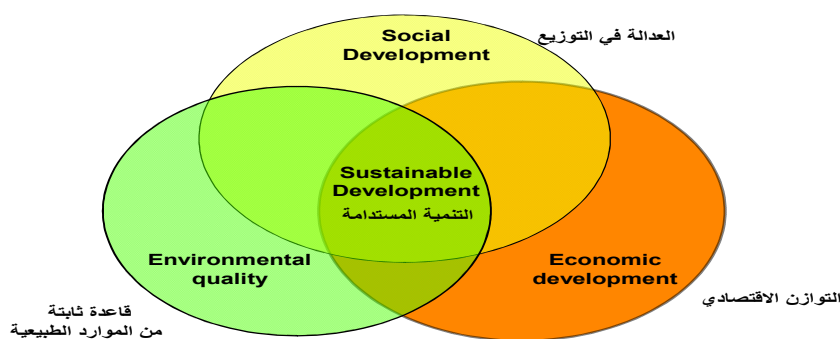 Social
Development
العدالة في التوزيع
Sustainable
Development
التنمية المستدامة
Environmental
quality
Economic
development
قاعدة ثابتة
من الموارد الطبيعية
التوازن الاقتصادي